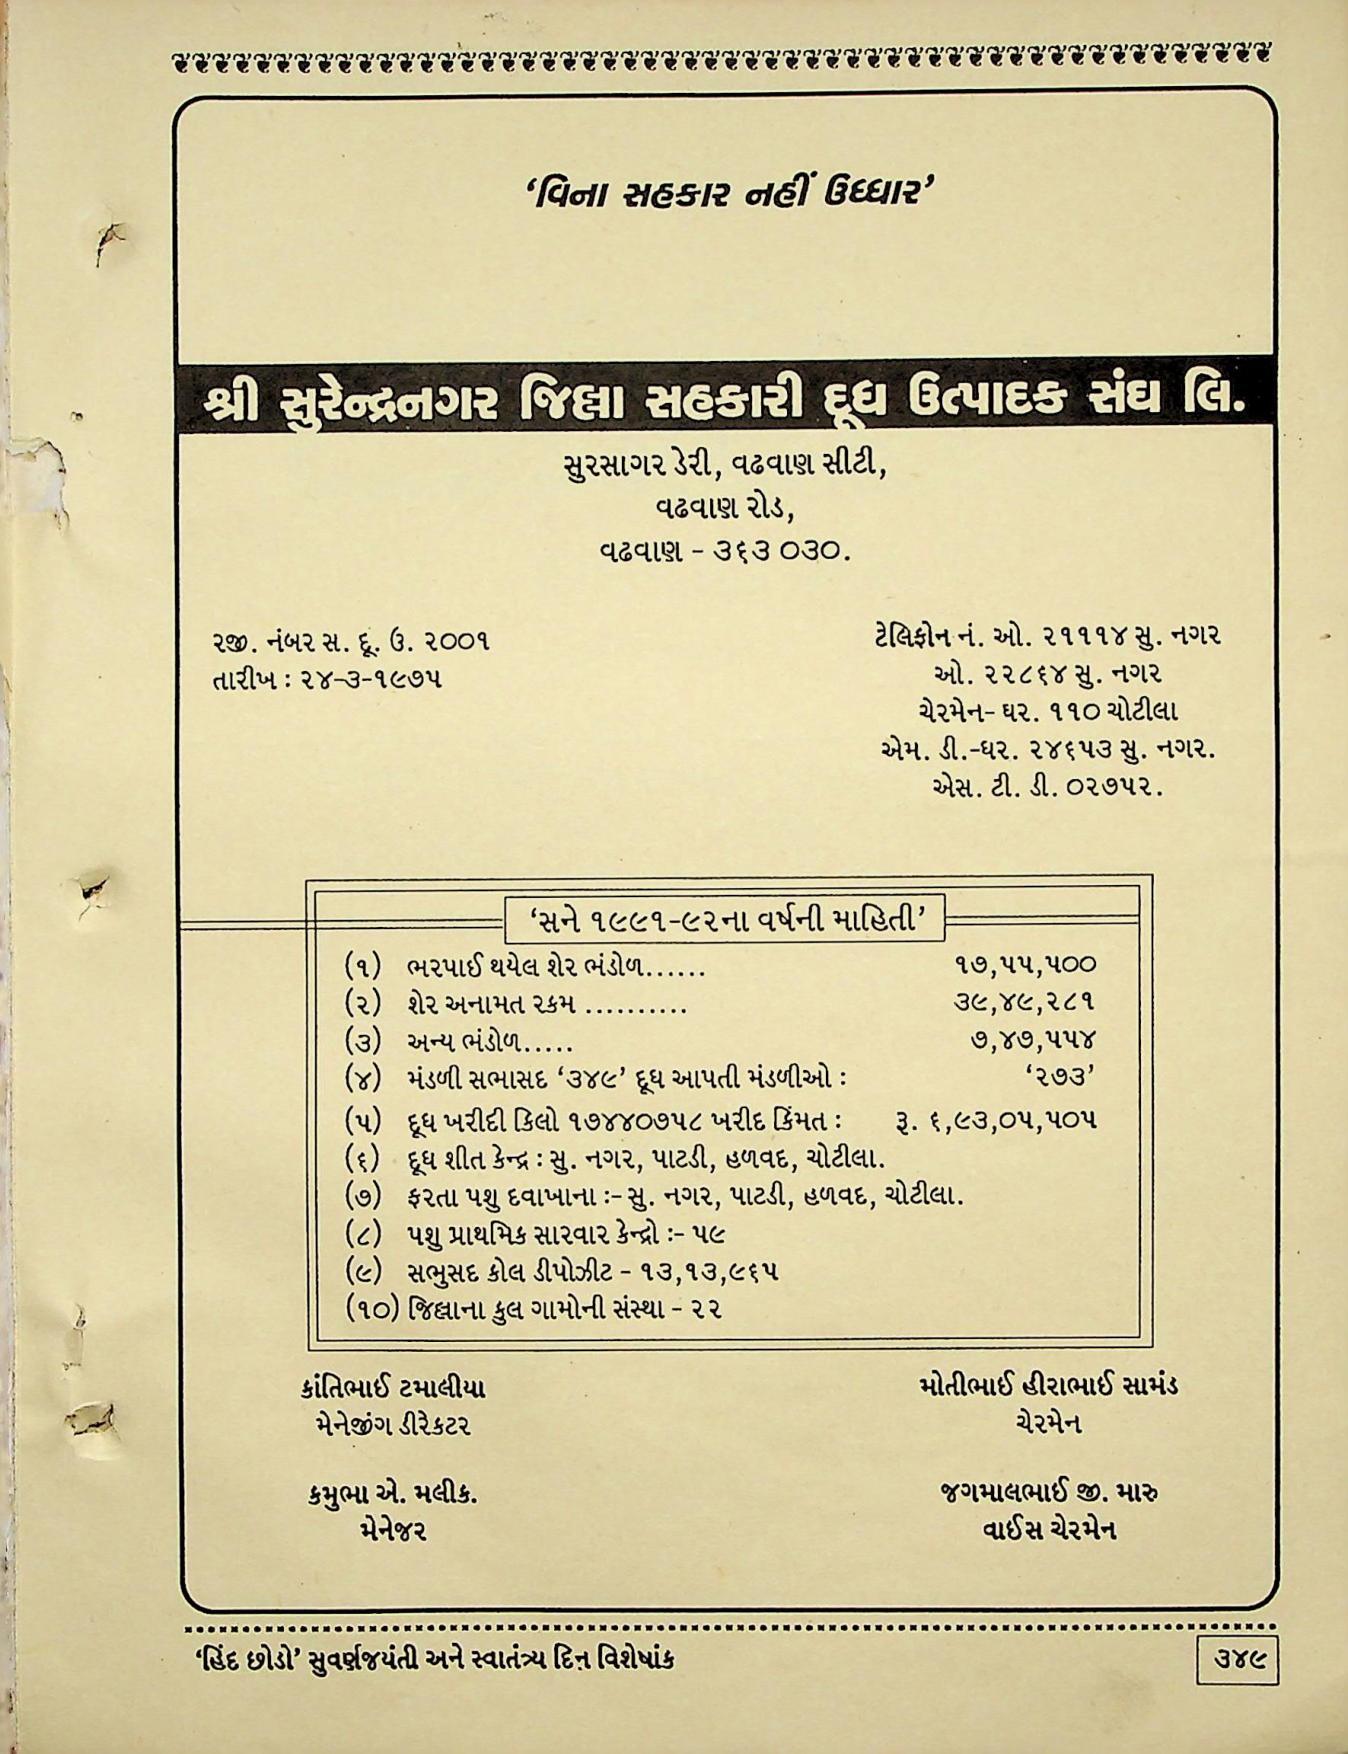 ‘વિના સહકાર નહીં ઉધ્ધાર’
શ્રી સુરેન્દ્રનગર જિલ્લા સહકારી દૂધ ઉત્પાદક સંઘ લિ.
સુરસાગર ડેરી, વઢવાણ સીટી,
વઢવાણ રોડ,
વઢવાણ - ૩૬૩ ૦૩૦.
રજી. નંબર સ. દૂ. ઉ. ૨૦૦૧
તારીખ : ૨૪-૩-૧૯૭૫
ટેલિફોન નં. ઓ. ૨૧૧૧૪ સુ. નગર
ઓ. ૨૨૮૬૪ સુ. નગર
ચેરમેન- ઘર. ૧૧૦ ચોટીલા
એમ. ડી.-ઘર. ૨૪૬૫૩ સુ. નગર.
એસ. ટી. ડી. ૦૨૭૫૨.
‘સને ૧૯૯૧-૯૨ના વર્ષની માહિતી’
(૧) ભરપાઈ થયેલ શેર ભંડોળ...... ૧૭,૫૫,૫૦૦
(૨) શેર અનામત રકમ .......... ૩૯,૪૯,૨૮૧
(૩) અન્ય ભંડોળ..... ૭,૪૭,૫૫૪
(૪) મંડળી સભાસદ ‘૩૪૯’ દૂધ આપતી મંડળીઓ : ‘૨૭૩’
(૫) દૂધ ખરીદી કિલો ૧૭૪૪૦૭૫૮ ખરીદ કિંમત : રૂ. ૬,૯૩,૦૫,૫૦૫
(૬) દૂધ શીત કેન્દ્ર : સુ. નગર, પાટડી, હળવદ, ચોટીલા.
(૭) ફરતા પશુ દવાખાના :- સુ. નગર, પાટડી, હળવદ, ચોટીલા.
(૮) પશુ પ્રાથમિક સારવાર કેન્દ્રો :- ૫૯
(૯) સભુસદ કોલ ડીપોઝીટ - ૧૩,૧૩,૯૬૫
(૧૦) જિલ્લાના કુલ ગામોની સંસ્થા - ૨૨
કાંતિભાઈ ટમાલીયા
મેનેજીંગ ડીરેકટર
મોતીભાઈ હીરાભાઈ સામંડ
ચેરમેન
કમુભા એ. મલીક.
મેનેજર
જગમાલભાઈ જી. મારુ
વાઈસ ચેરમેન
‘હિંદ છોડો’ સુવર્ણજયંતી અને સ્વાતંત્ર્ય દિન વિશેષાંક
૩૪૯